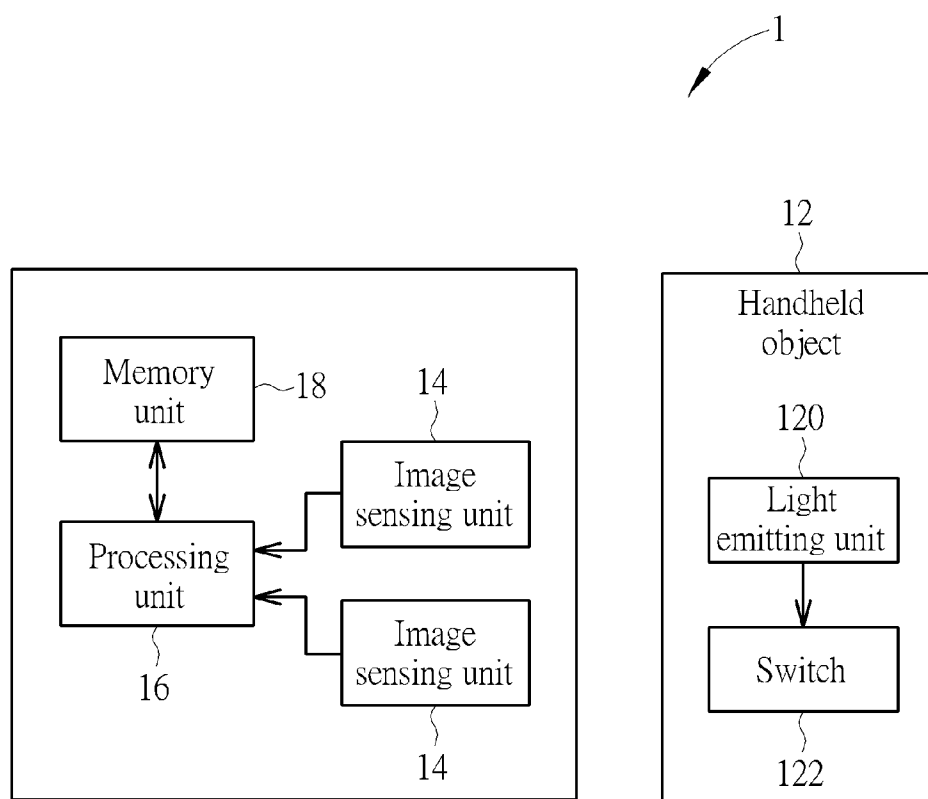 1
12
Handheld
object
Memory
unit
18
14
Image
sensing unit
120
Light
emitting unit
Processing
unit
16
Image
sensing unit
14
Switch
122